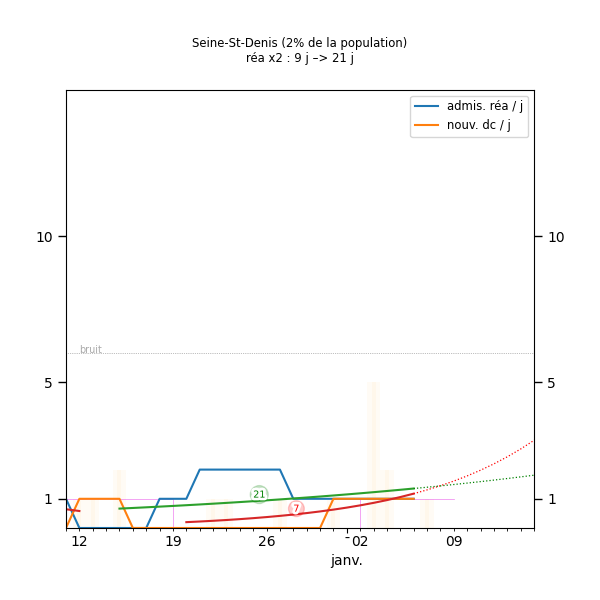 Seine-St-Denis (2% de la population)
réa x2 : 9 j –> 21 j
admis. réa / j
nouv. dc / j
10
10
bruit
5
5
21
7
1
1
12
19
26
02
09
janv.